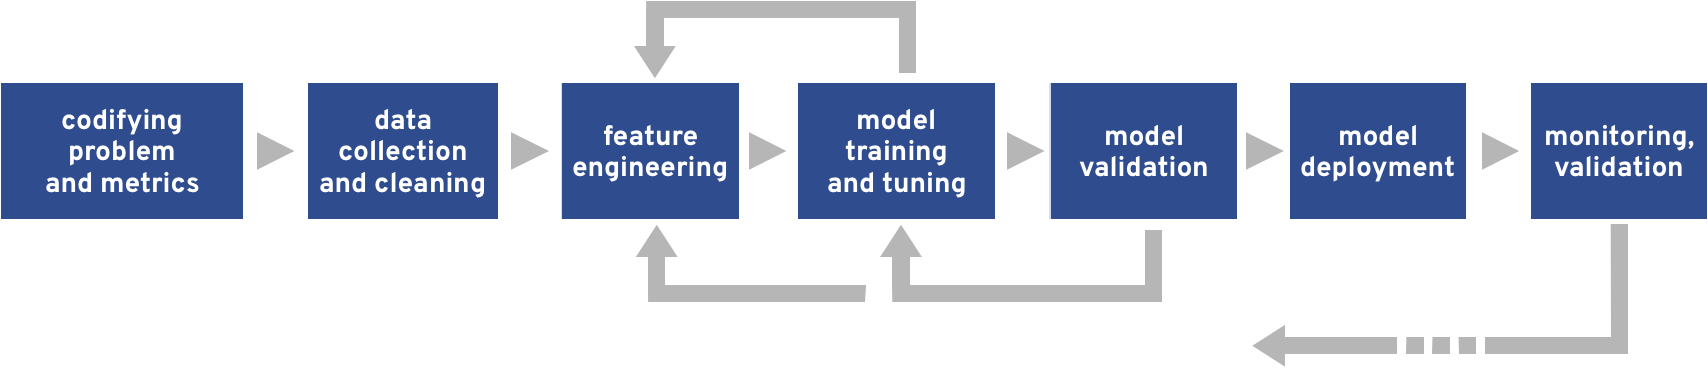 codifying
problem
and metrics
data
collection
and cleaning
feature
engineering
model
training
and tuning
model
validation
model
deployment
monitoring,
validation